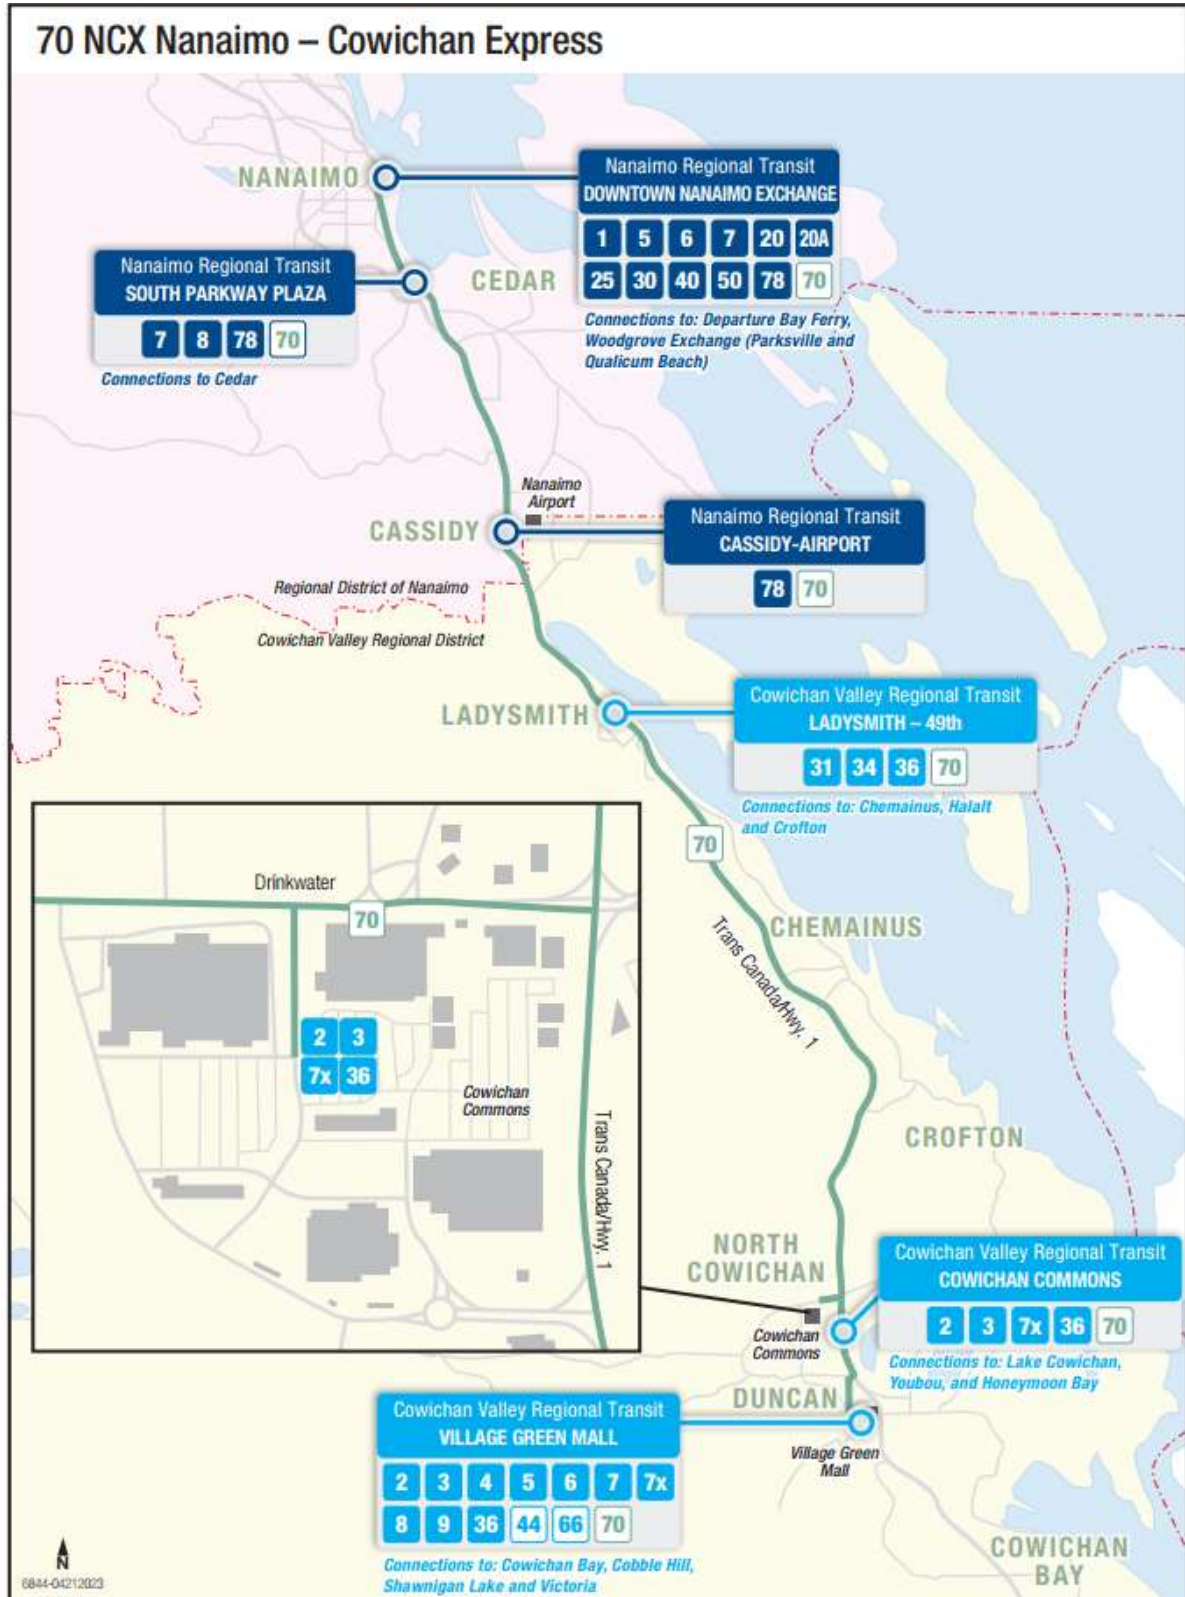 70 NCX Nanaimo – Cowichan Express
NANAIMO
Nanaimo Regional Transit
DOWNTOWN NANAIMO EXCHANGE
1 5 6 7 20 20A
25 30 40 50 78 70
Connections to: Departure Bay Ferry,
Woodgrove Exchange (Parksville and
Qualicum Beach)
Nanaimo Regional Transit
SOUTH PARKWAY PLAZA
7 8 78 70
Connections to Cedar
CEDAR
Nanaimo
Airport
CASSIDY
Nanaimo Regional Transit
CASSIDY-AIRPORT
78 70
Regional District of Nanaimo
Cowichan Valley Regional District
LADYSMITH
Cowichan Valley Regional Transit
LADYSMITH – 49th
31 34 36 70
Connections to: Chemainus, Halalt
and Crofton
70
CHEMAINUS
Trans Canada/Hwy. 1
Drinkwater
70
2 3
7x 36
Cowichan
Commons
Trans Canada/Hwy. 1
CROFTON
NORTH
COWICHAN
Cowichan Valley Regional Transit
COWICHAN COMMONS
2 3 7x 36 70
Connections to: Lake Cowichan,
Youbou, and Honeymoon Bay
Cowichan
Commons
DUNCAN
Cowichan Valley Regional Transit
VILLAGE GREEN MALL
2 3 4 5 6 7 7x
8 9 36 44 66 70
Connections to: Cowichan Bay, Cobble Hill,
Shawnigan Lake and Victoria
Village Green
Mall
COWICHAN
BAY
N
6844-04212023